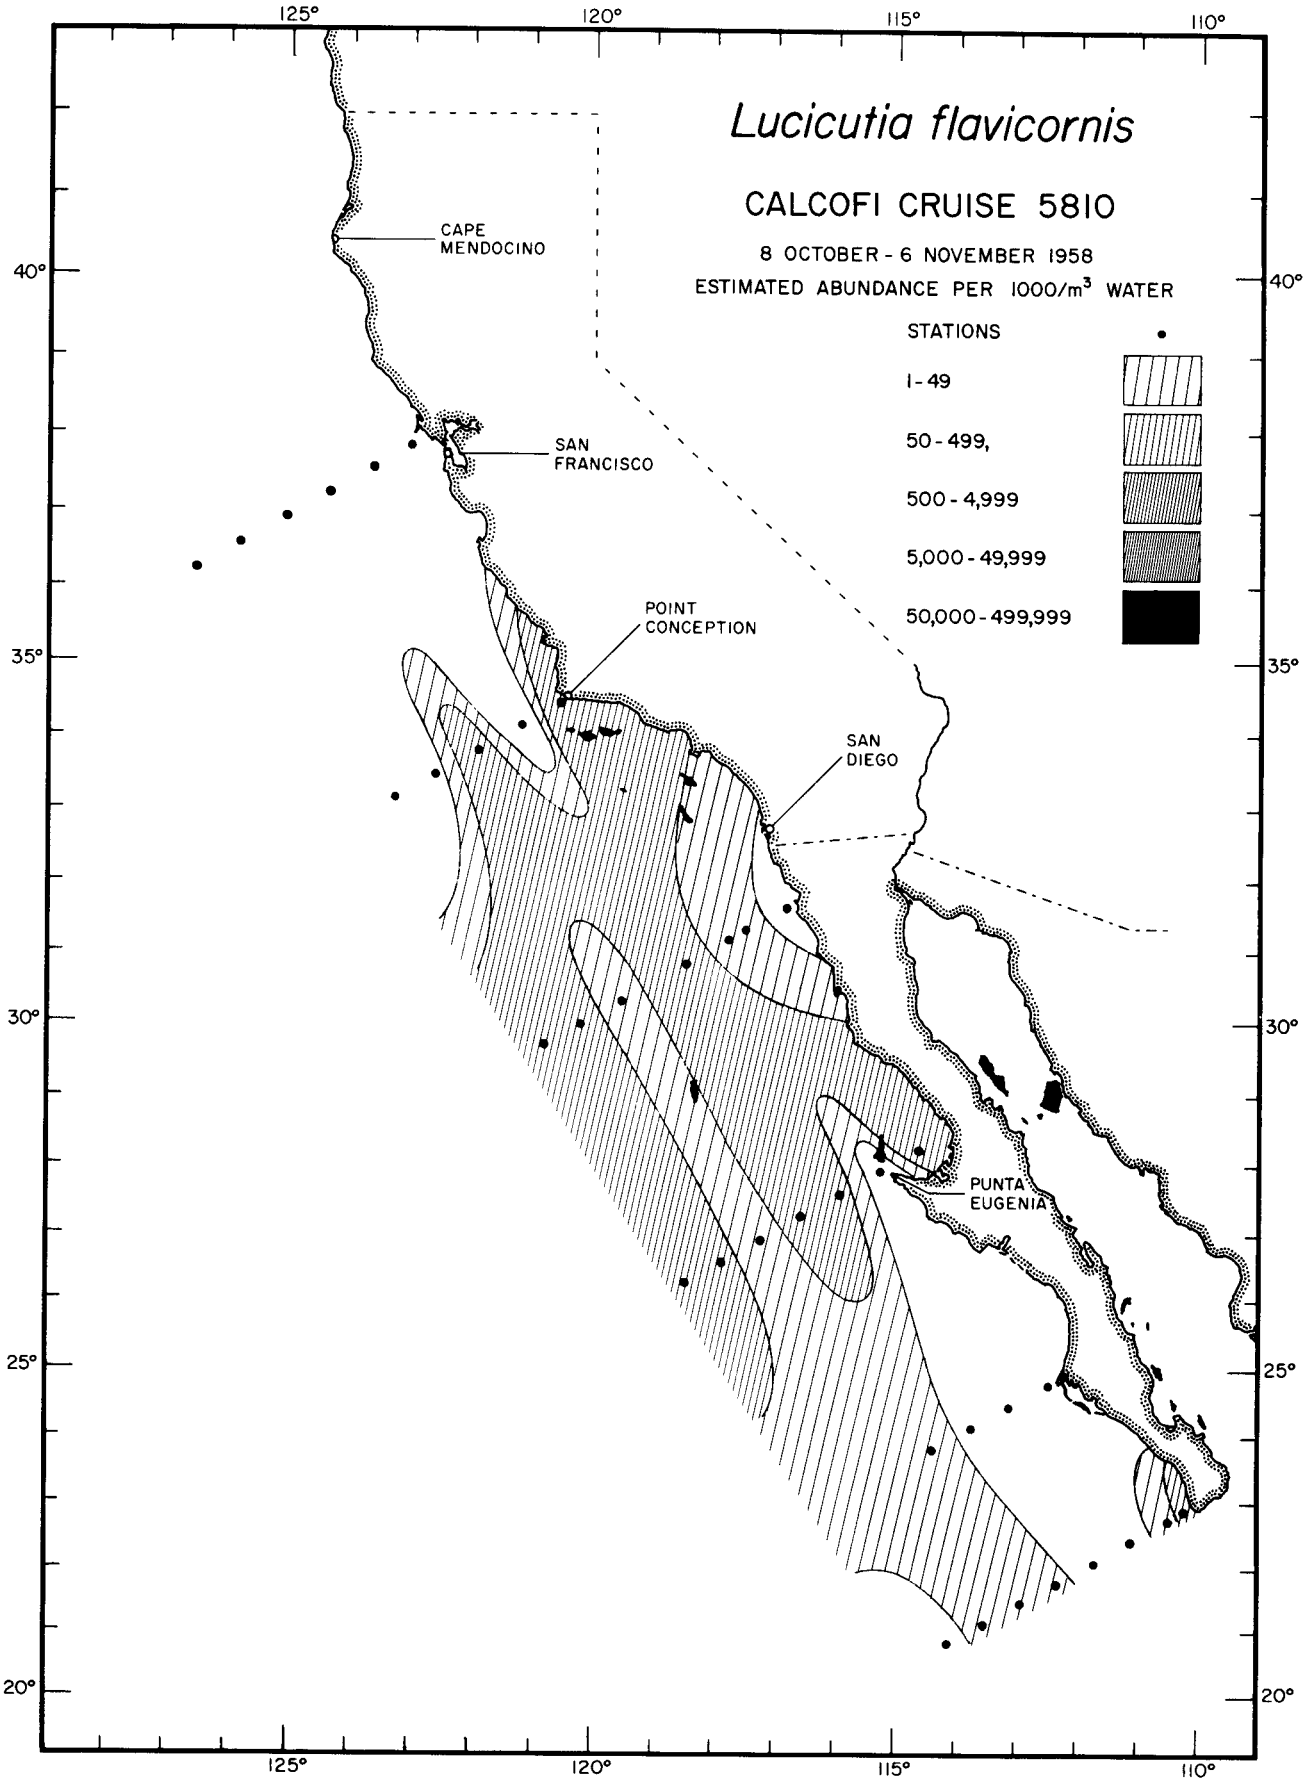 125° 120° 115° 110°
Lucicutia flavicornis
CALCOFI CRUISE 5810
8 OCTOBER - 6 NOVEMBER 1958
ESTIMATED ABUNDANCE PER 1000/m³ WATER
STATIONS
1-49
50-499,
500-4,999
5,000-49,999
50,000-499,999
CAPE
MENDOCINO
40° 40°
SAN
FRANCISCO
POINT
CONCEPTION
35° 35°
SAN
DIEGO
30° 30°
PUNTA
EUGENIA
25° 25°
20° 20°
125° 120° 115° 110°